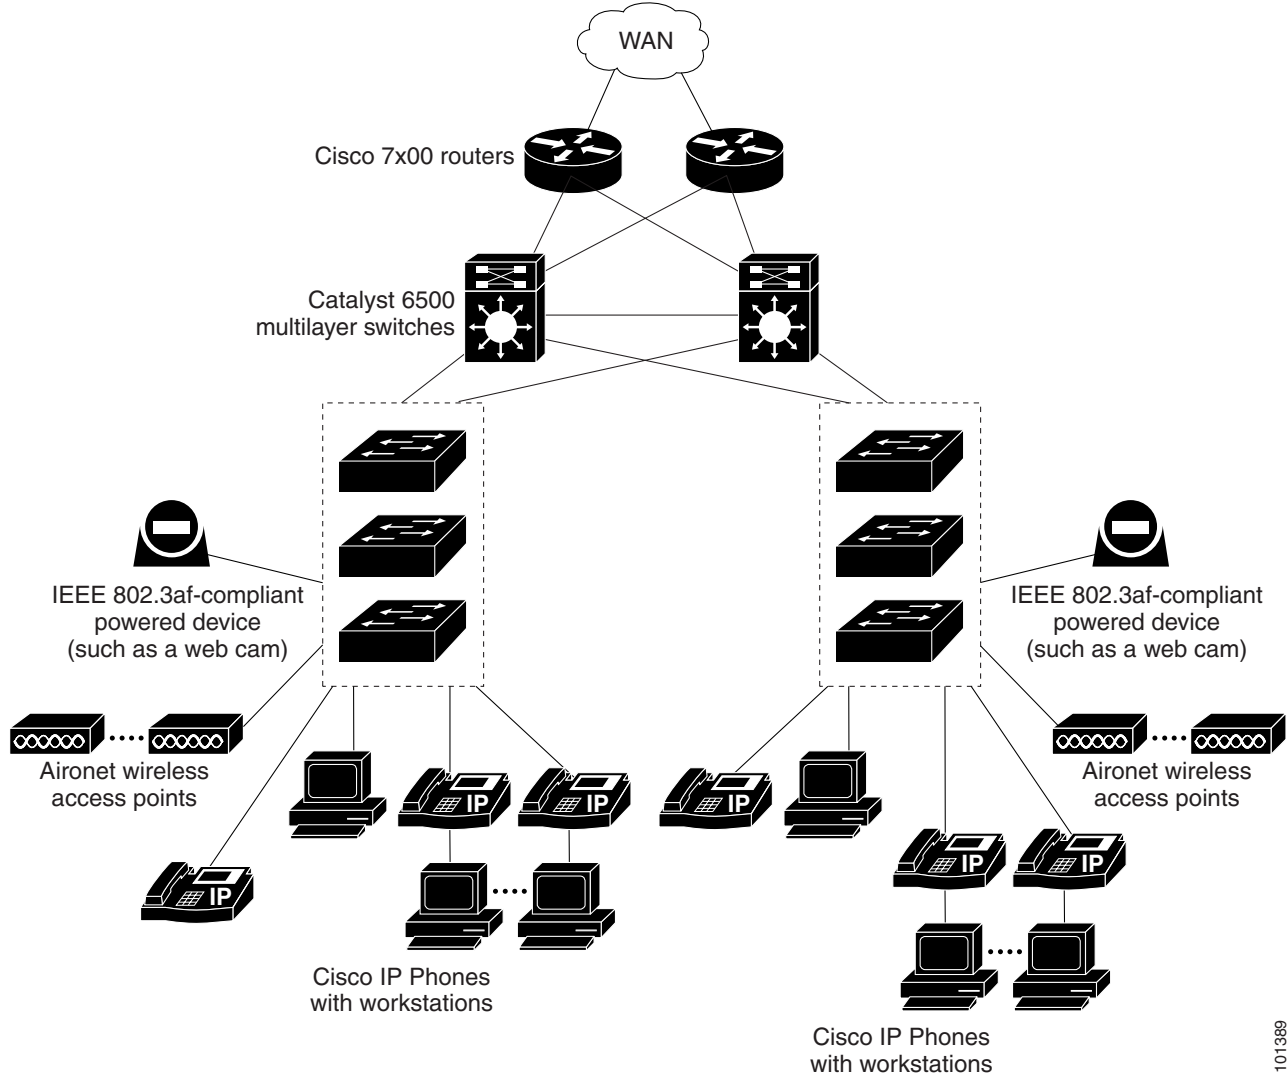 WAN
Cisco 7x00 routers
Catalyst 6500
multilayer switches
IEEE 802.3af-compliant
powered device
(such as a web cam)
IEEE 802.3af-compliant
powered device
(such as a web cam)
Aironet wireless
access points
Aironet wireless
access points
IP
IP
IP
IP
IP
IP
Cisco IP Phones
with workstations
Cisco IP Phones
with workstations
101389